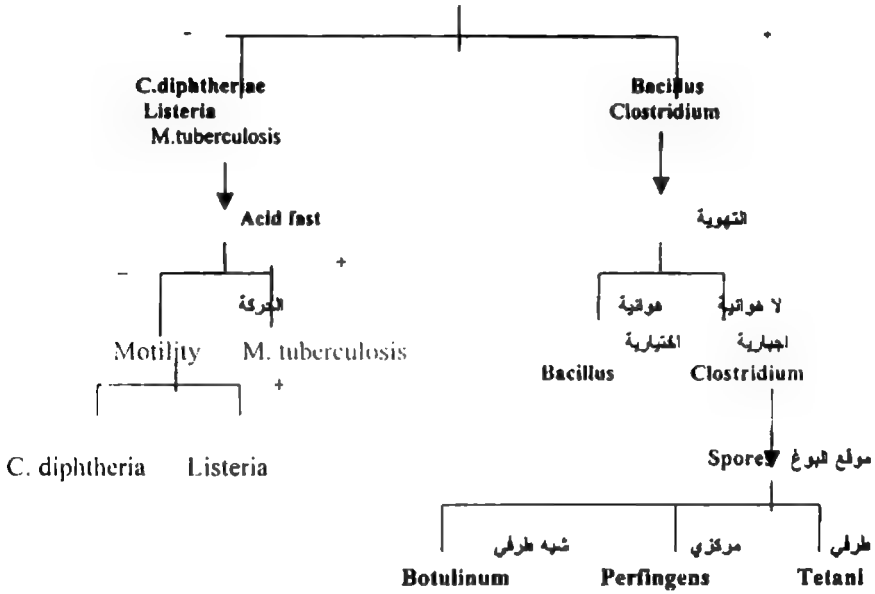 - +
C.diphtheriae
Listeria
M.tuberculosis
Bacillus
Clostridium
Acid fast
التهوية
- +
الحركة
هوائية
لا هوائية
Motility M. tuberculosis
اختيارية
اجبارية
Bacillus Clostridium
+
C. diphtheria Listeria
Spores موقع البوغ
شبه طرفي مركزي طرفي
Botulinum Perfingens Tetani